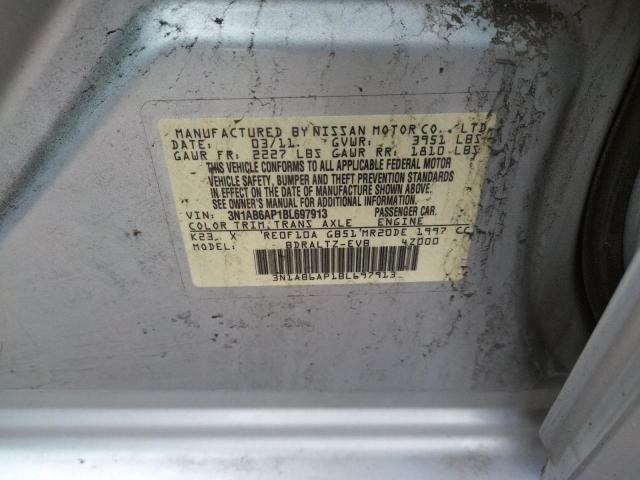 MANUFACTURED BY NISSAN MOTOR CO., LTD.
DATE: 03/11. GVWR: 3951 LBS
GAWR FR: 2227 LBS GAWR RR: 1810 LBS
THIS VEHICLE CONFORMS TO ALL APPLICABLE FEDERAL MOTOR
VEHICLE SAFETY, BUMPER AND THEFT PREVENTION STANDARDS
IN EFFECT ON THE DATE OF MANUFACTURE SHOWN ABOVE.
SEE OWNER'S MANUAL FOR ADDITIONAL INFORMATION.
VIN: 3N1AB6AP1BL697913 PASSENGER CAR.
COLOR TRIM.TRANS AXLE ENGINE
K23 X RE0F10A GB51 MR20DE 1997 CC
MODEL: BDRALTZ-EVB 4Z000
3N1AB6AP1BL697913